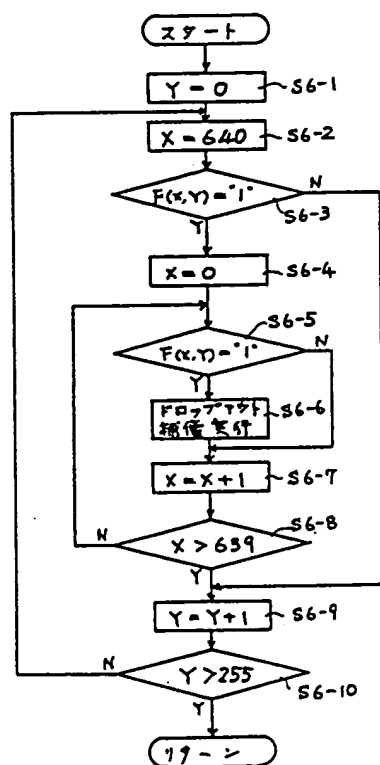 スタート
Y=0 S6-1
X=640 S6-2
F(X,Y)="1" N
S6-3
Y
X=0 S6-4
S6-5
F(X,Y)="1" N
Y
ドロップアウト S6-6
補償実行
X=X+1 S6-7
S6-8
N X>639
Y
Y=Y+1 S6-9
N Y>255
S6-10
Y
リターン